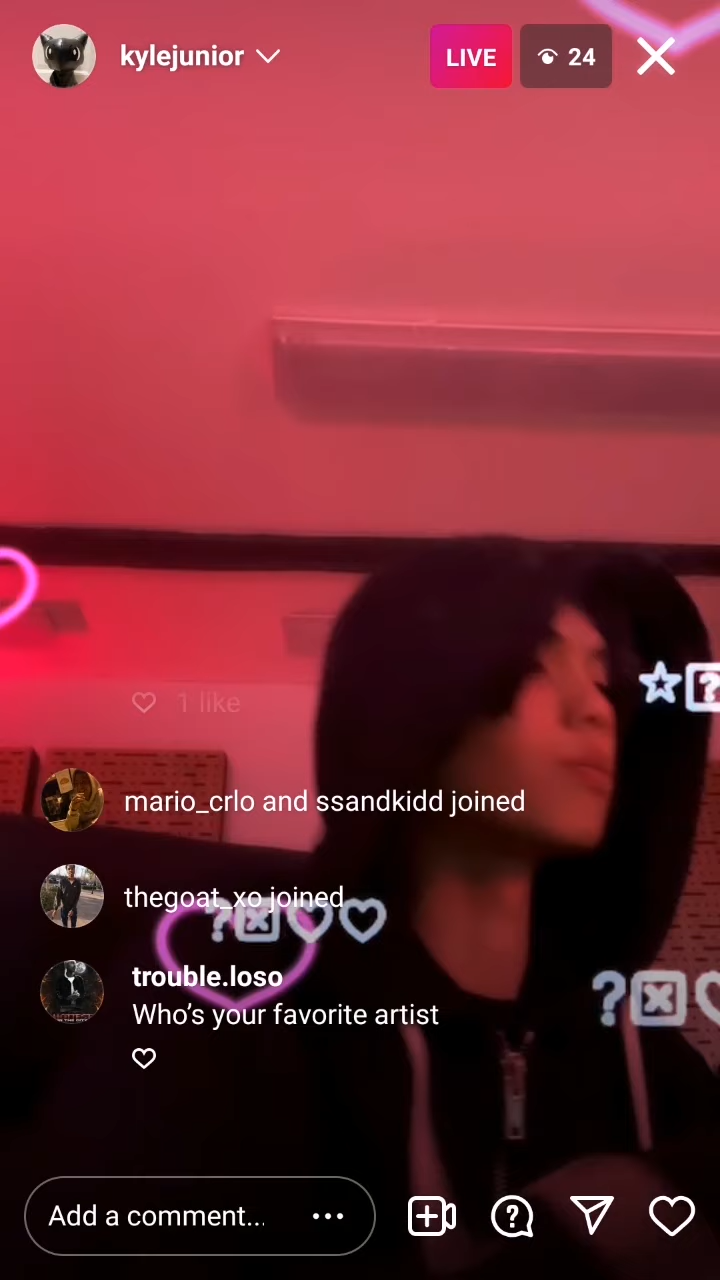 kylejunior
LIVE
24
1 like
mario_crlo and ssandkidd joined
thegoat_xo joined
trouble.loso
Who's your favorite artist
Add a comment...